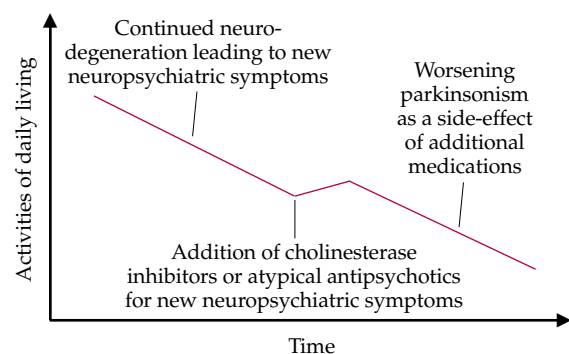 Continued neuro-
degeneration leading to new
neuropsychiatric symptoms
Worsening
parkinsonism
as a side-effect
of additional
medications
Activities of daily living
Addition of cholinesterase
inhibitors or atypical antipsychotics
for new neuropsychiatric symptoms
Time